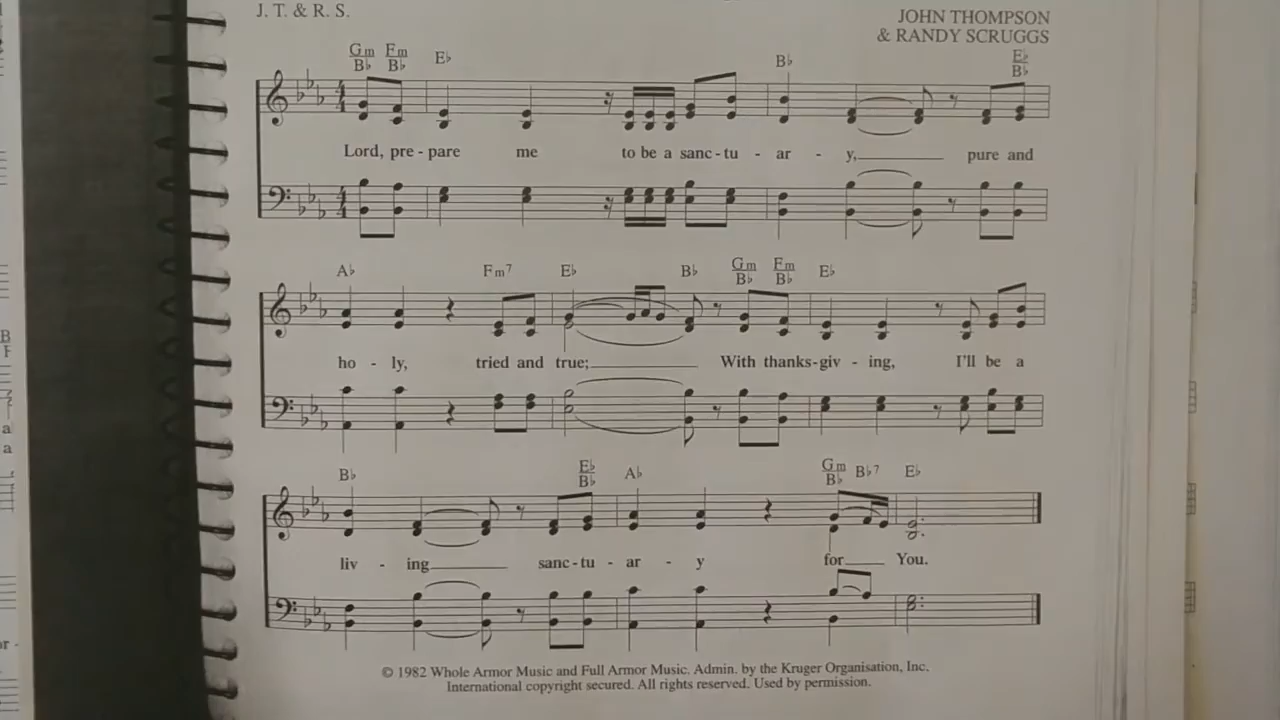 J. T. & R. S.
JOHN THOMPSON
& RANDY SCRUGGS
Gm Fm E♭ B♭ E♭
B♭ B♭ B♭
Lord, pre - pare me to be a sanc - tu - ar - y, pure and
A♭ Fm7 E♭ B♭ Gm Fm E♭
B♭ B♭
ho - ly, tried and true; With thanks - giv - ing, I'll be a
B♭ E♭ A♭ Gm B♭7 E♭
B♭ B♭
liv - ing sanc - tu - ar - y for You.
© 1982 Whole Armor Music and Full Armor Music. Admin. by the Kruger Organisation, Inc.
International copyright secured. All rights reserved. Used by permission.